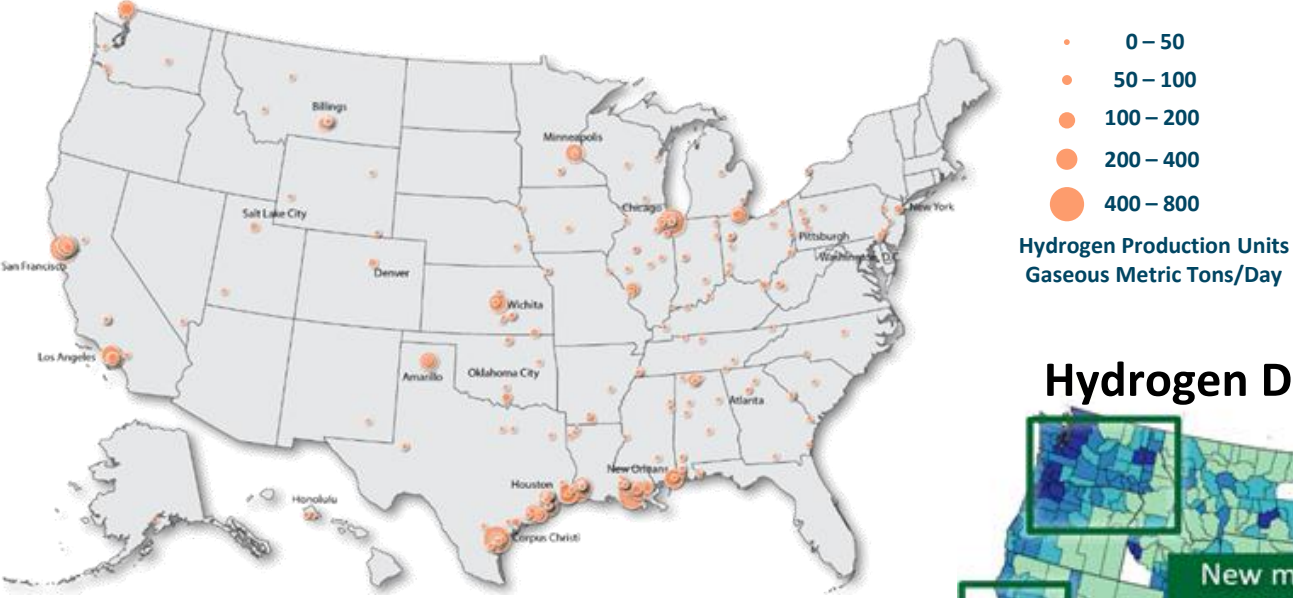 0 – 50
50 – 100
100 – 200
200 – 400
400 – 800
Hydrogen Production Units
Gaseous Metric Tons/Day
Billings
Minneapolis
Salt Lake City
Chicago
New York
Pittsburgh
Washington, D.C
San Francisco
Denver
Wichita
Los Angeles
Amarillo
Oklahoma City
Atlanta
New Orleans
Houston
Honolulu
Corpus Christi
Hydrogen D
New m